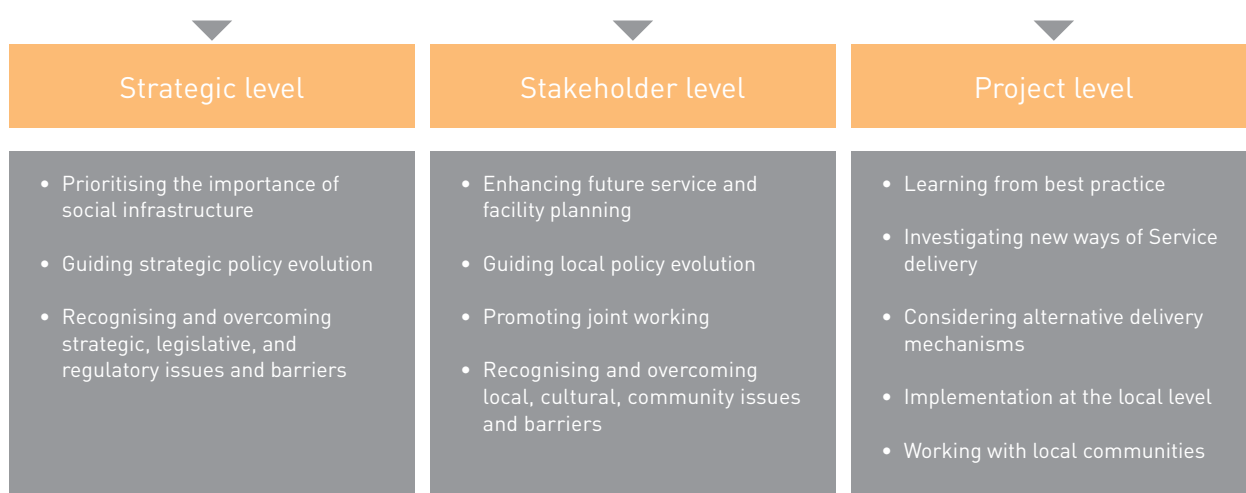 Strategic level
• Prioritising the importance of
social infrastructure
• Guiding strategic policy evolution
• Recognising and overcoming
strategic, legislative, and
regulatory issues and barriers
Stakeholder level
• Enhancing future service and
facility planning
• Guiding local policy evolution
• Promoting joint working
• Recognising and overcoming
local, cultural, community issues
and barriers
Project level
• Learning from best practice
• Investigating new ways of Service
delivery
• Considering alternative delivery
mechanisms
• Implementation at the local level
• Working with local communities